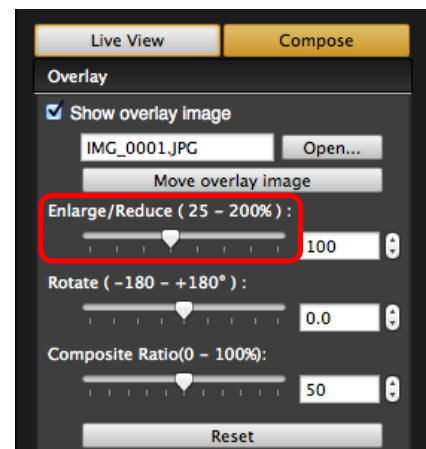 Live View Compose
Overlay
Show overlay image
IMG_0001.JPG Open...
Move overlay image
Enlarge/Reduce ( 25 – 200% ) :
100
Rotate ( –180 – +180° ) :
0.0
Composite Ratio(0 – 100%):
50
Reset